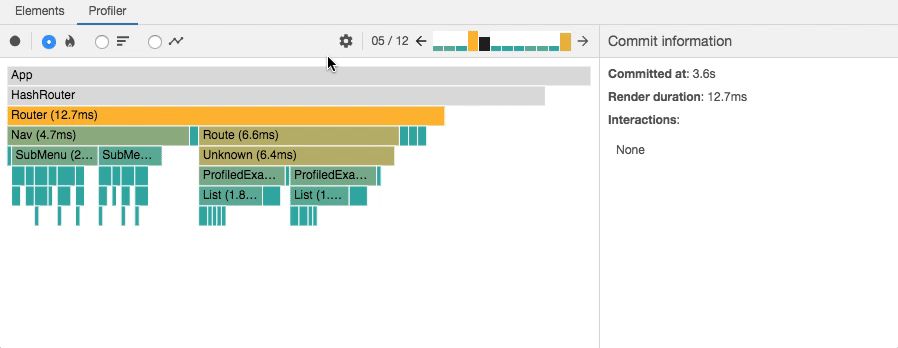 Elements Profiler
05 / 12
Commit information
App
HashRouter
Router (12.7ms)
Nav (4.7ms) Route (6.6ms)
SubMenu (2... SubMe... Unknown (6.4ms)
ProfiledExa... ProfiledExa...
List (1.8... List (1....
Committed at: 3.6s
Render duration: 12.7ms
Interactions:
None